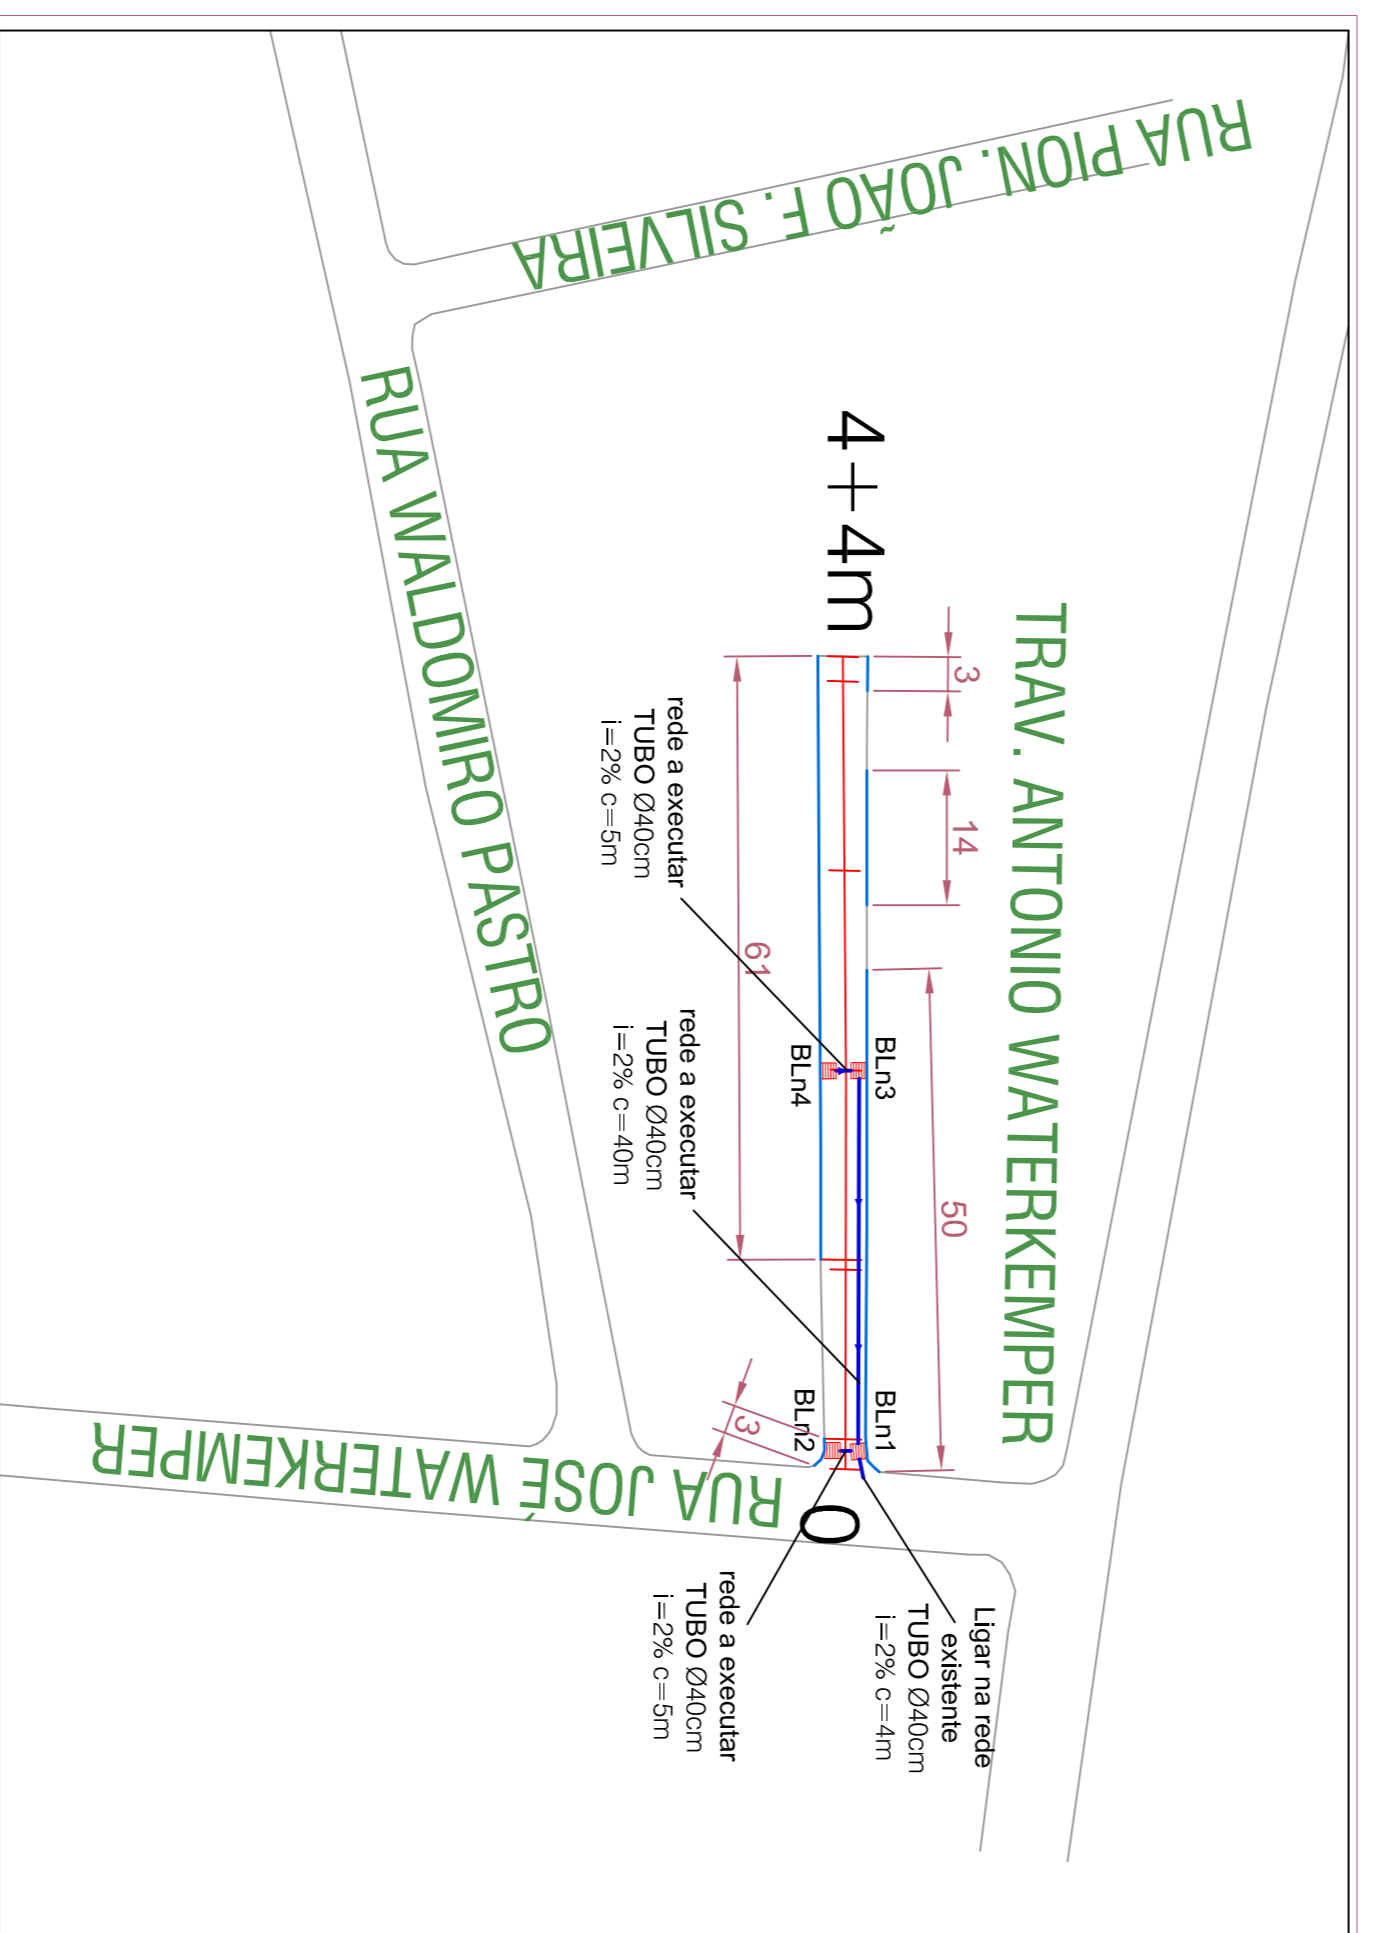 RUA PION. JOÃO F. SILVEIRA
RUA WALDOMIRO PASTRO
TRAV. ANTONIO WATERKEMPER
RUA JOSÉ WATERKEMPER
4+4m
0
3
14
50
61
3
BLn3
BLn4
BLn1
BLn2
rede a executar
TUBO Ø40cm
i=2% c=5m
rede a executar
TUBO Ø40cm
i=2% c=40m
rede a executar
TUBO Ø40cm
i=2% c=5m
Ligar na rede
existente
TUBO Ø40cm
i=2% c=4m